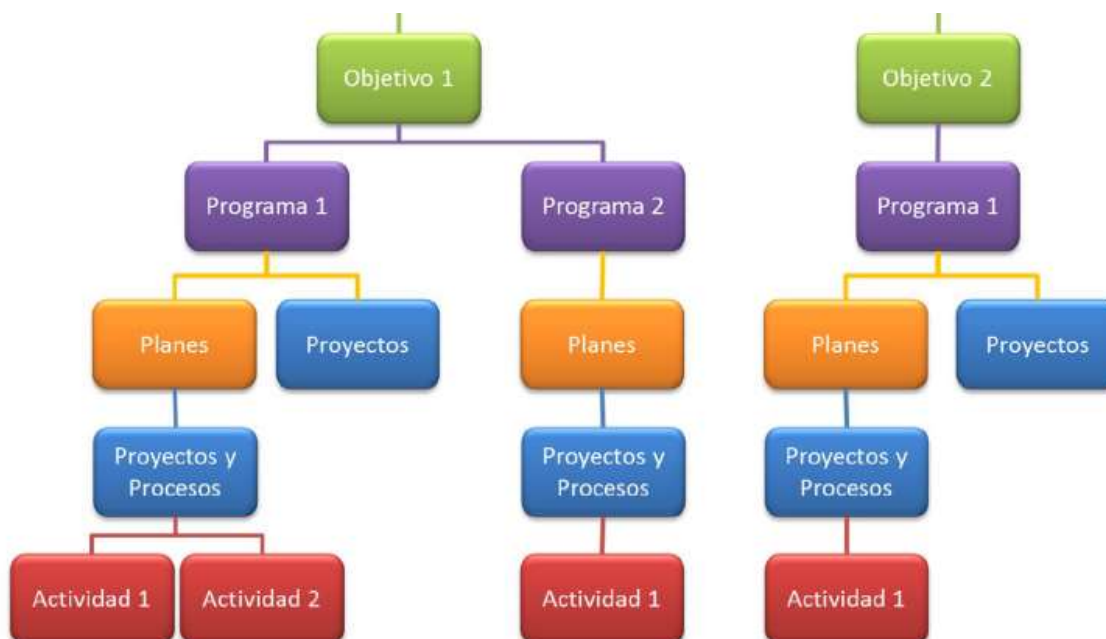 Objetivo 1
Objetivo 2
Programa 1
Programa 2
Programa 1
Planes
Proyectos
Planes
Planes
Proyectos
Proyectos y
Procesos
Proyectos y
Procesos
Proyectos y
Procesos
Actividad 1
Actividad 2
Actividad 1
Actividad 1